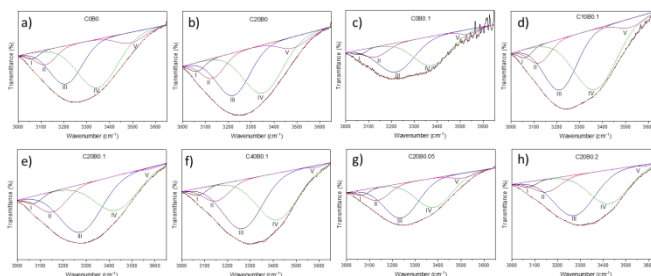 a) C0B0
Transmittance (%)
I II III IV V
3000 3100 3200 3300 3400 3500 3600
Wavenumber (cm⁻¹)
b) C20B0
Transmittance (%)
I II III IV V
3000 3100 3200 3300 3400 3500 3600
Wavenumber (cm⁻¹)
c) C0B0.1
Transmittance (%)
I II III IV V
3000 3100 3200 3300 3400 3500 3600
Wavenumber (cm⁻¹)
d) C10B0.1
Transmittance (%)
I II III IV V
3000 3100 3200 3300 3400 3500 3600
Wavenumber (cm⁻¹)
e) C20B0.1
Transmittance (%)
I II III IV V
3000 3100 3200 3300 3400 3500 3600
Wavenumber (cm⁻¹)
f) C40B0.1
Transmittance (%)
I II III IV V
3000 3100 3200 3300 3400 3500 3600
Wavenumber (cm⁻¹)
g) C20B0.05
Transmittance (%)
I II III IV V
3000 3100 3200 3300 3400 3500 3600
Wavenumber (cm⁻¹)
h) C20B0.2
Transmittance (%)
I II III IV V
3000 3100 3200 3300 3400 3500 3600
Wavenumber (cm⁻¹)